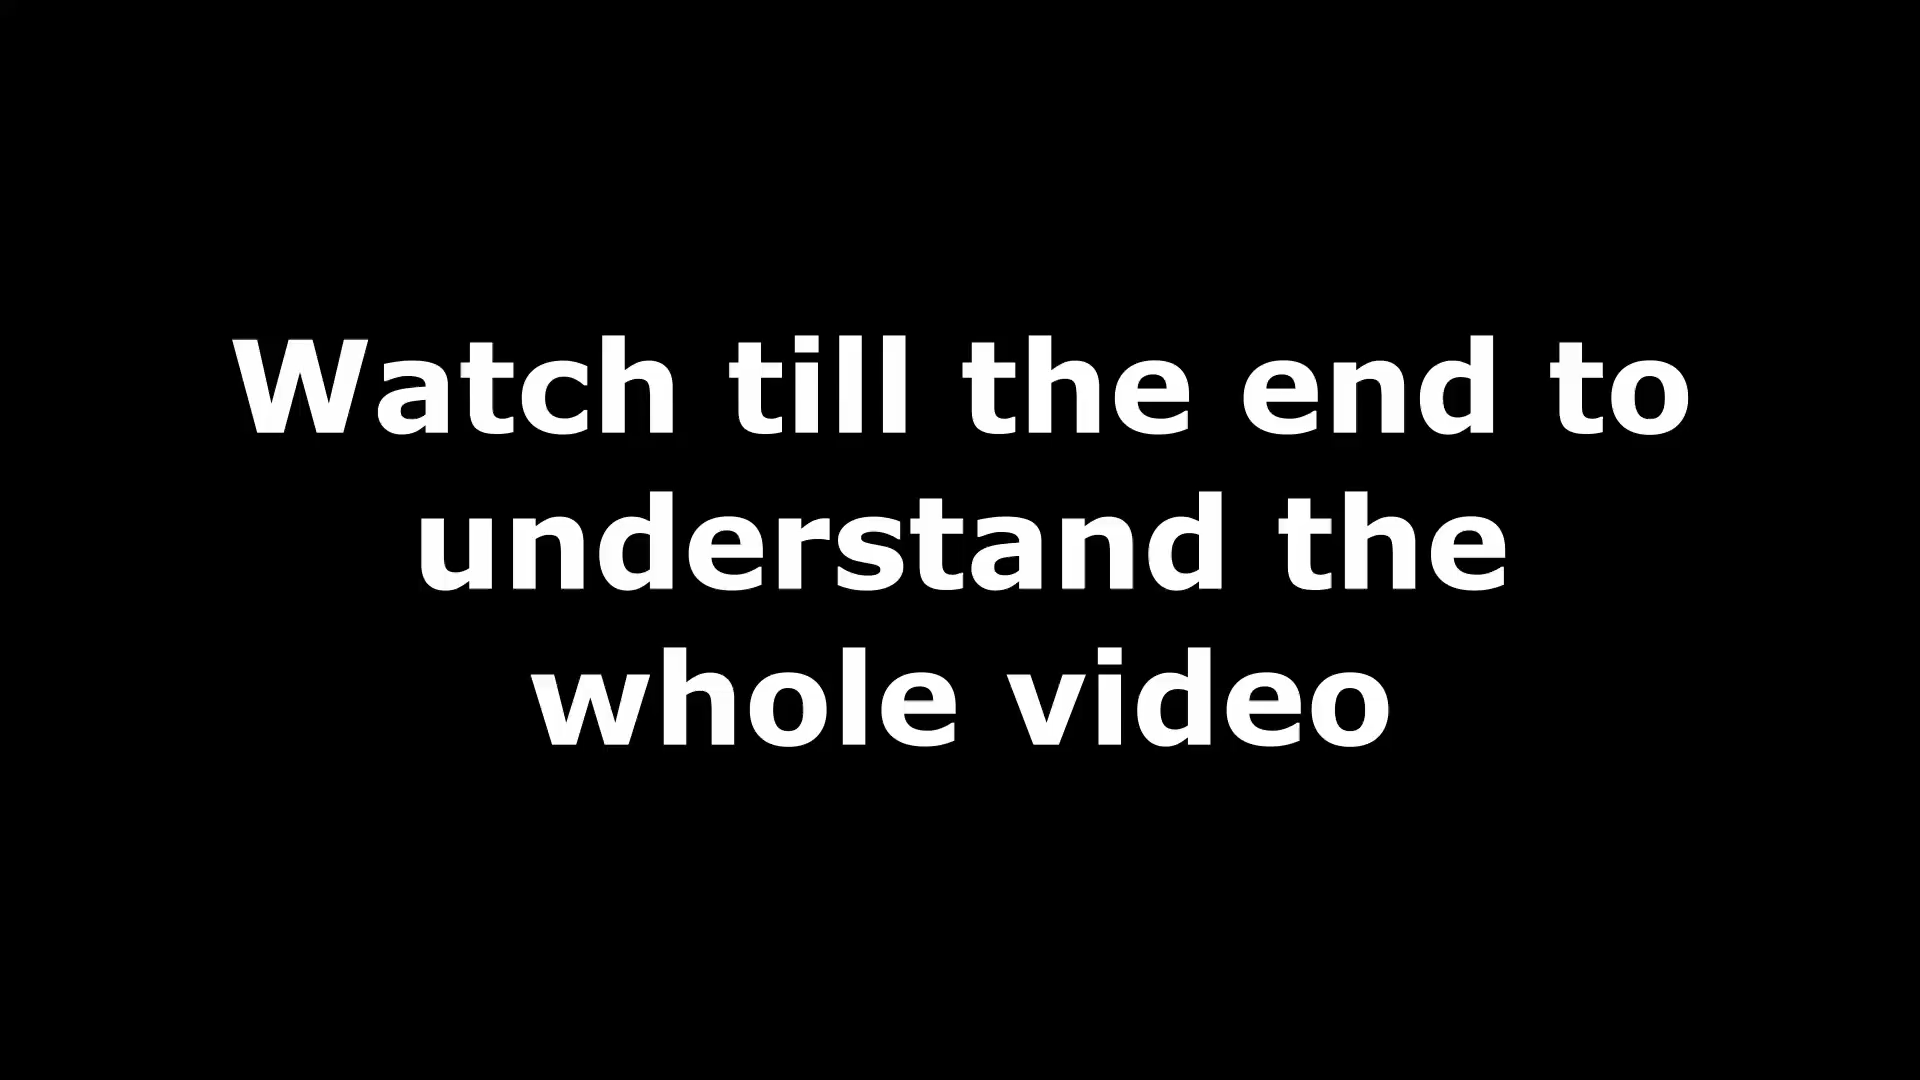 Watch till the end to
understand the
whole video